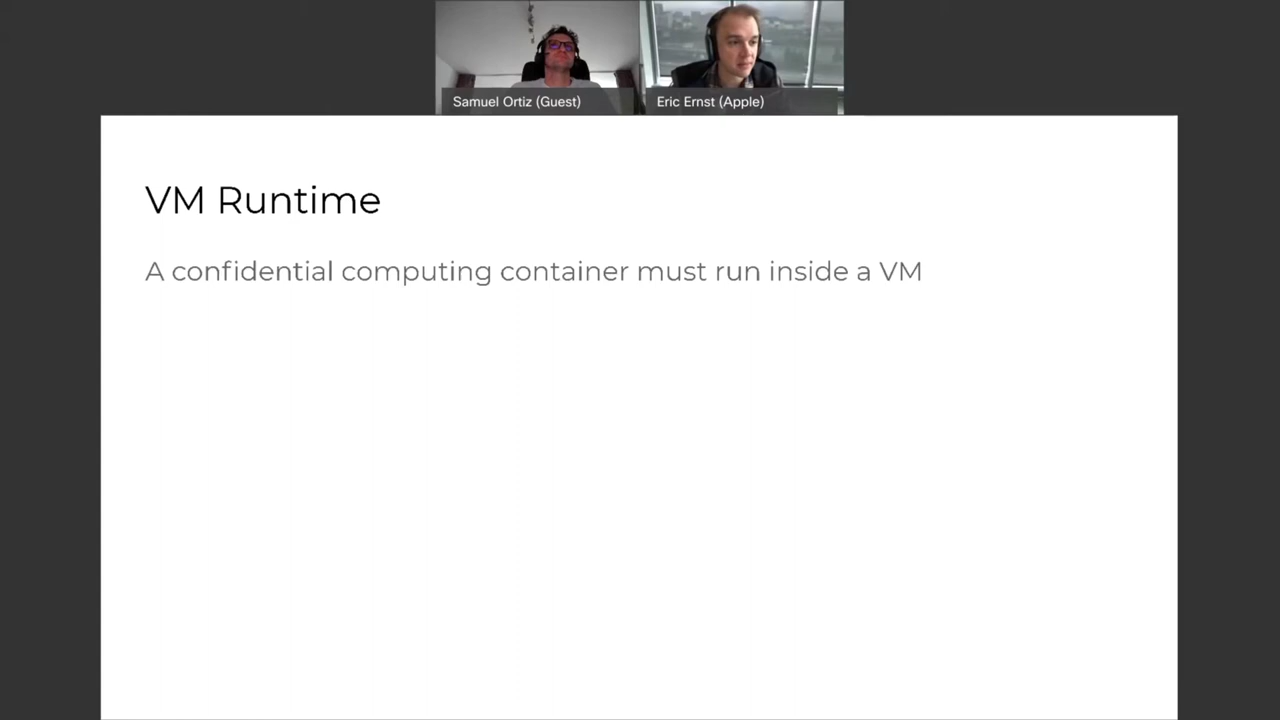 Samuel Ortiz (Guest)
Eric Ernst (Apple)
VM Runtime
A confidential computing container must run inside a VM